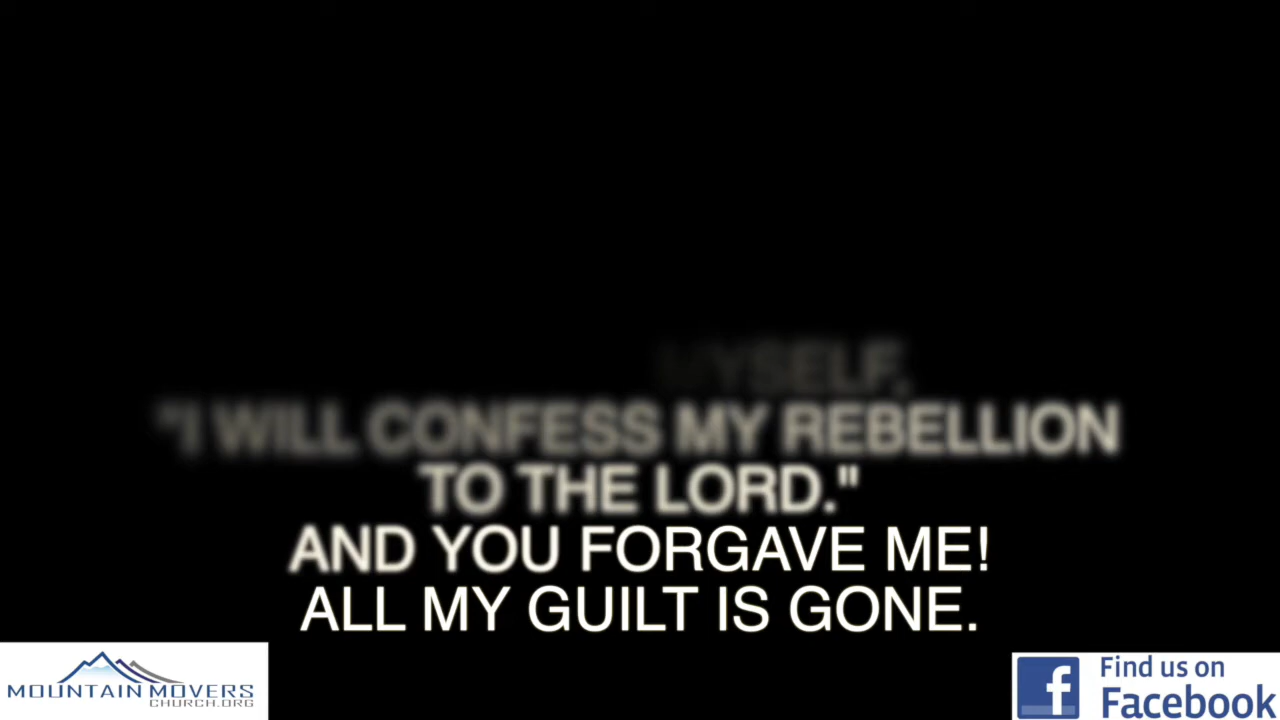 MYSELF,
"I WILL CONFESS MY REBELLION
TO THE LORD."
AND YOU FORGAVE ME!
ALL MY GUILT IS GONE.
MOUNTAIN MOVERS
CHURCH.ORG
Find us on
Facebook